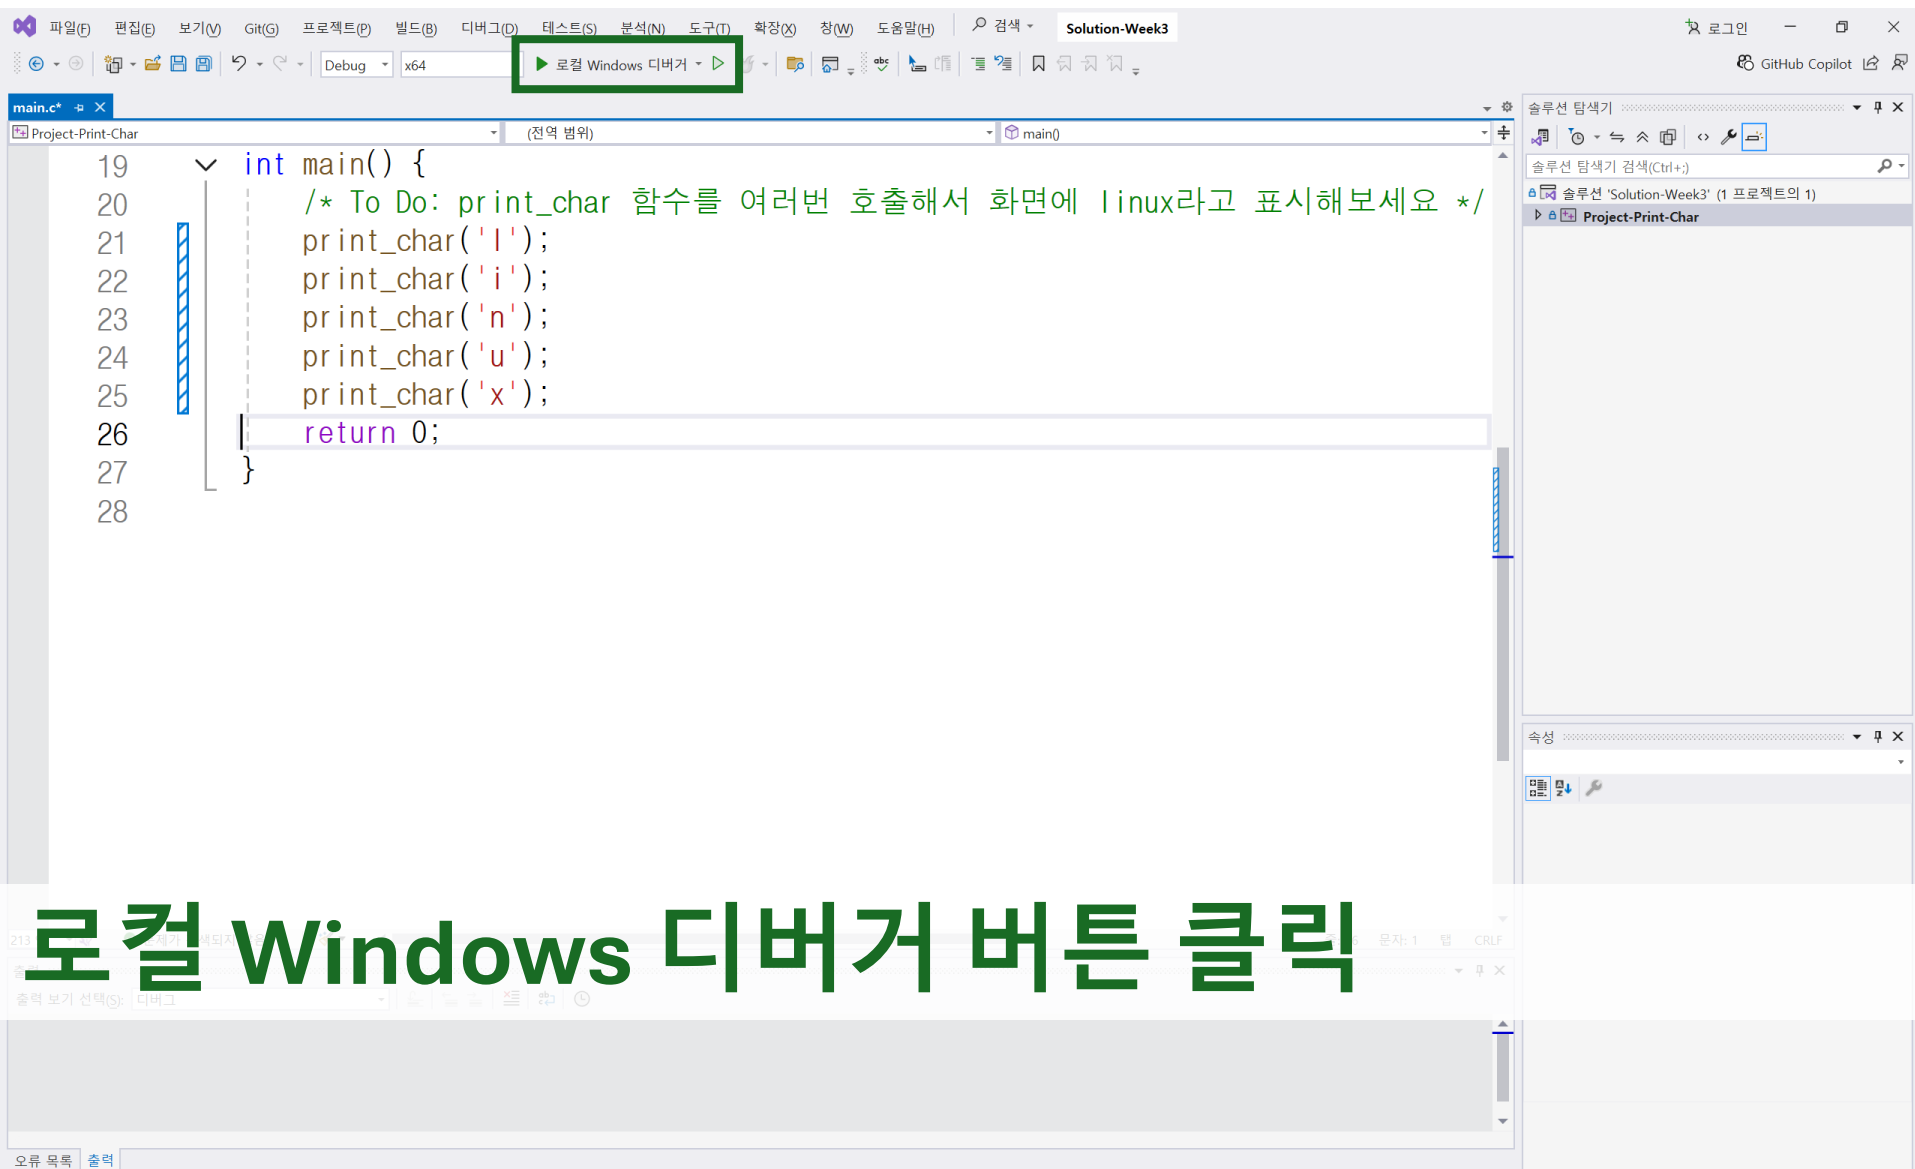 파일(F) 편집(E) 보기(V) Git(G) 프로젝트(P) 빌드(B) 디버그(D) 테스트(S) 분석(N) 도구(T) 확장(X) 창(W) 도움말(H) 검색 Solution-Week3 로그인
Debug x64 로컬 Windows 디버거 abc GitHub Copilot
main.c*
Project-Print-Char (전역 범위) main()
19 int main() {
20 /* To Do: print_char 함수를 여러번 호출해서 화면에 linux라고 표시해보세요 */
21 print_char('l');
22 print_char('i');
23 print_char('n');
24 print_char('u');
25 print_char('x');
26 return 0;
27 }
28
솔루션 탐색기
솔루션 탐색기 검색(Ctrl+;)
솔루션 'Solution-Week3' (1 프로젝트의 1)
Project-Print-Char
속성
로컬 Windows 디버거 버튼 클릭
문자: 1 탭 CRLF
출력 보기 선택(S): 디버그
오류 목록 출력